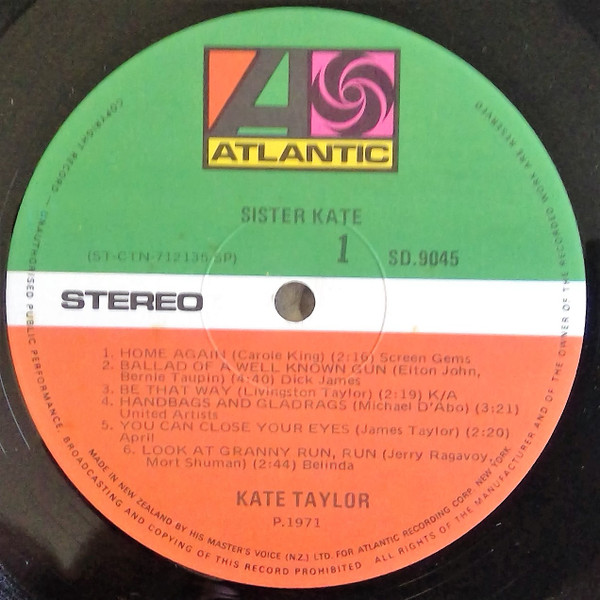 ATLANTIC
SISTER KATE
1
(ST-CTN-712135 SP)
SD.9045
STEREO
1. HOME AGAIN (Carole King) (2:16) Screen Gems
2. BALLAD OF A WELL KNOWN GUN (Elton John,
Bernie Taupin) (4:40) Dick James
3. BE THAT WAY (Livingston Taylor) (2:19) K/A
4. HANDBAGS AND GLADRAGS (Michael D'Abo) (3:21)
United Artists
5. YOU CAN CLOSE YOUR EYES (James Taylor) (2:20)
April
6. LOOK AT GRANNY RUN, RUN (Jerry Ragavoy,
Mort Shuman) (2:44) Belinda
KATE TAYLOR
P.1971
MADE IN NEW ZEALAND BY HIS MASTER'S VOICE (N.Z.) LTD. FOR ATLANTIC RECORDING CORP. NEW YORK
COPYRIGHT RECORD — UNAUTHORISED PUBLIC PERFORMANCE, BROADCASTING AND COPYING OF THIS RECORD PROHIBITED
ALL RIGHTS OF THE MANUFACTURER AND OF THE OWNER OF THE RECORDED WORK ARE RESERVED